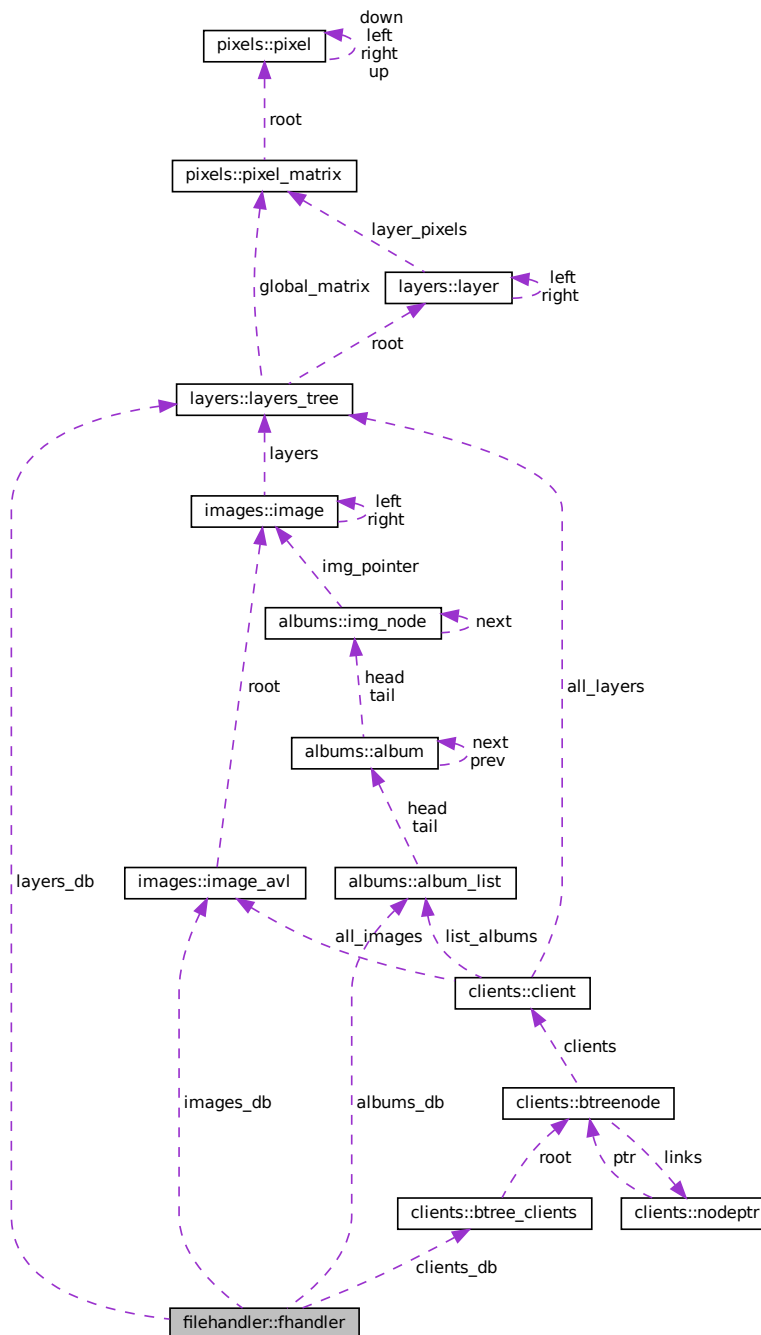 down
left
pixels::pixel
right
up
root
pixels::pixel_matrix
layer_pixels
global_matrix
layers::layer
left
right
root
layers::layers_tree
layers
images::image
left
right
img_pointer
albums::img_node
next
root
head
tail
all_layers
albums::album
next
prev
head
tail
layers_db
images::image_avl
albums::album_list
all_images
list_albums
clients::client
clients
images_db
albums_db
clients::btreenode
root
ptr
links
clients::btree_clients
clients::nodeptr
clients_db
filehandler::fhandler